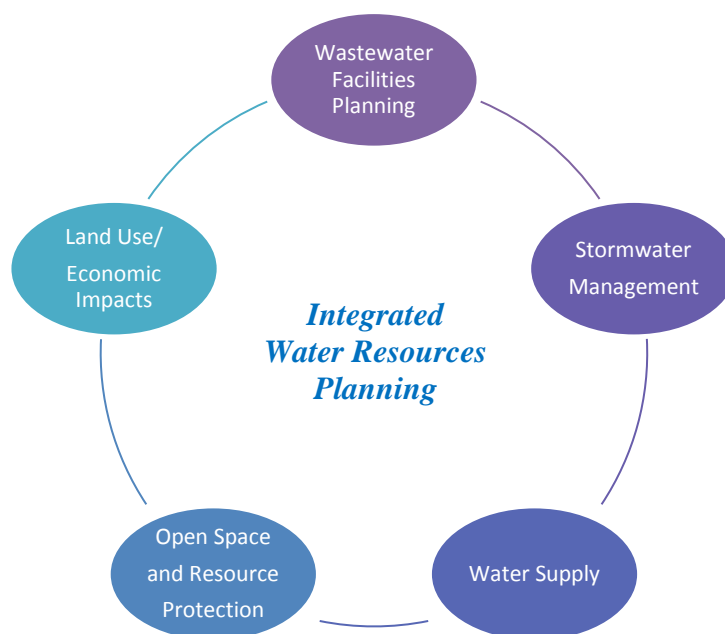 Wastewater
Facilities
Planning
Land Use/
Economic
Impacts
Stormwater
Management
Integrated
Water Resources
Planning
Open Space
and Resource
Protection
Water Supply